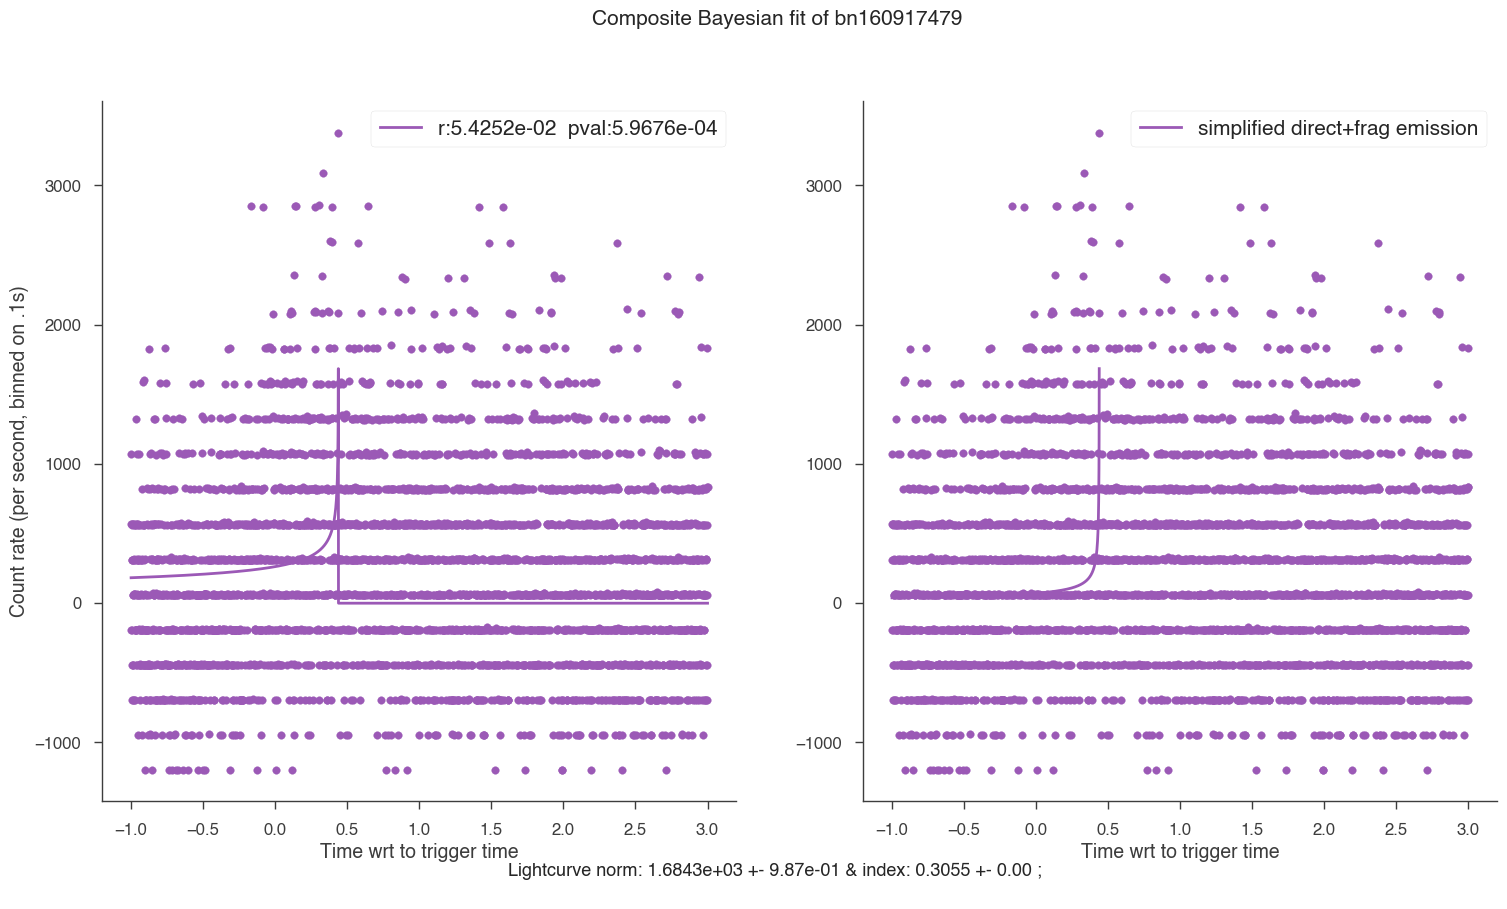 Composite Bayesian fit of bn160917479
r:5.4252e-02  pval:5.9676e-04
simplified direct+frag emission
Count rate (per second, binned on .1s)
3000
2000
1000
0
−1000
3000
2000
1000
0
−1000
−1.0 −0.5 0.0 0.5 1.0 1.5 2.0 2.5 3.0
−1.0 −0.5 0.0 0.5 1.0 1.5 2.0 2.5 3.0
Time wrt to trigger time
Time wrt to trigger time
Lightcurve norm: 1.6843e+03 +- 9.87e-01 & index: 0.3055 +- 0.00 ;